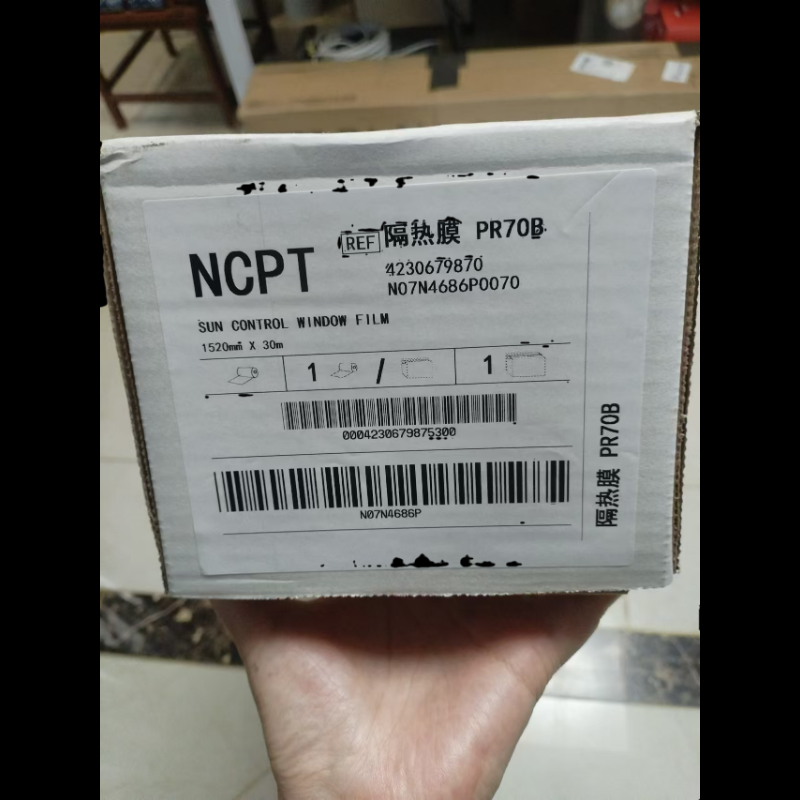 NCPT
REF 隔热膜 PR70B
4230679870
N07N4686P0070
SUN CONTROL WINDOW FILM
1520mm X 30m
1 / 1
0004230679875300
N07N4686P
隔热膜 PR70B